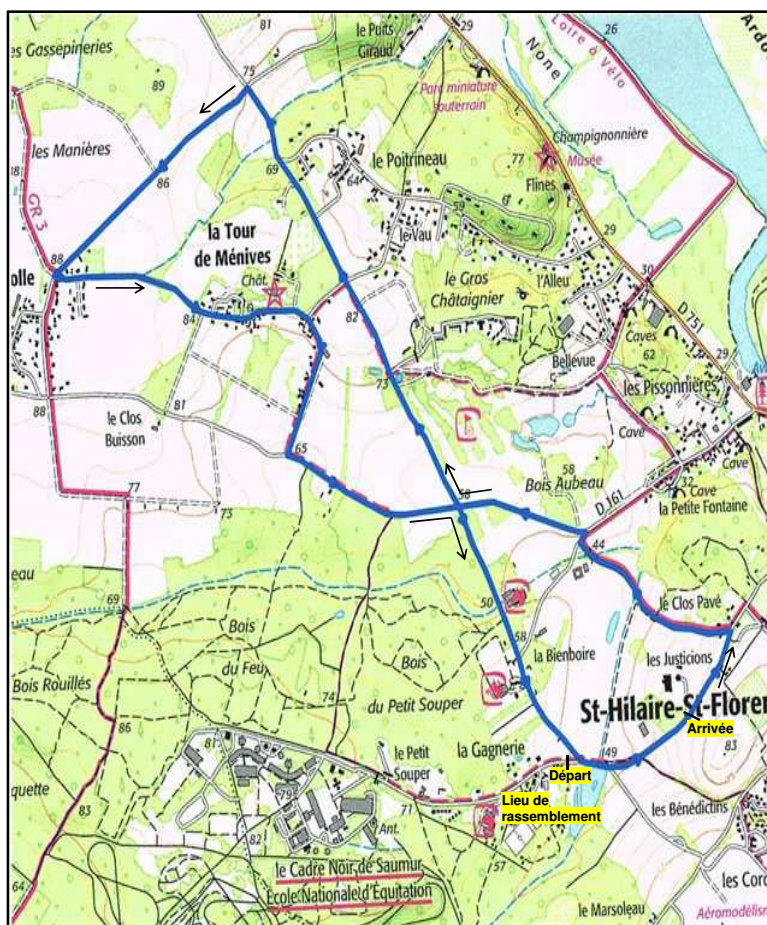 le Puits
Giraud
29
26
None
Loire à Vélo
es Gassepineries
89
75
Parc miniature
souterrain
Champignonnière
Musée
77
Flines
les Manières
86
69
le Poitrineau
64
59
29
GR 3
88
la Tour
de Ménives
Chât.
le Vau
le Gros
Châtaignier
l'Alleu
30
D 751
olle
84
82
Caves
62
29
Bellevue
les Pissonnières
73
88
81
le Clos
Buisson
65
Cave
58
Bois Aubeau
D 161
32
Cave
Cave
la Petite Fontaine
77
73
58
44
eau
69
50
le Clos Pavé
58
Bois
du Feu
Bois
du Petit Souper
la Bienboire
les Justicions
Bois Rouillés
74
86
St-Hilaire-St-Floren
Arrivée
83
81
le Petit
Souper
la Gagnerie
49
Départ
quette
79
71
Lieu de
rassemblement
les Bénédictins
83
82
Ant.
57
64
le Cadre Noir de Saumur
École Nationale d'Équitation
les Coro
le Marsoleau
Aéromodélism